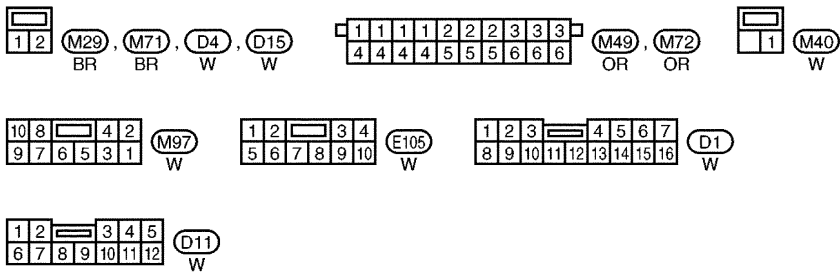 1 2 M29 , M71 , D4 , D15
BR BR W W
1 1 1 1 2 2 2 3 3 3
4 4 4 4 5 5 5 6 6 6
M49 , M72
OR OR
1 M40
W
10 8 4 2
9 7 6 5 3 1
M97
W
1 2 3 4
5 6 7 8 9 10
E105
W
1 2 3 4 5 6 7
8 9 10 11 12 13 14 15 16
D1
W
1 2 3 4 5
6 7 8 9 10 11 12
D11
W